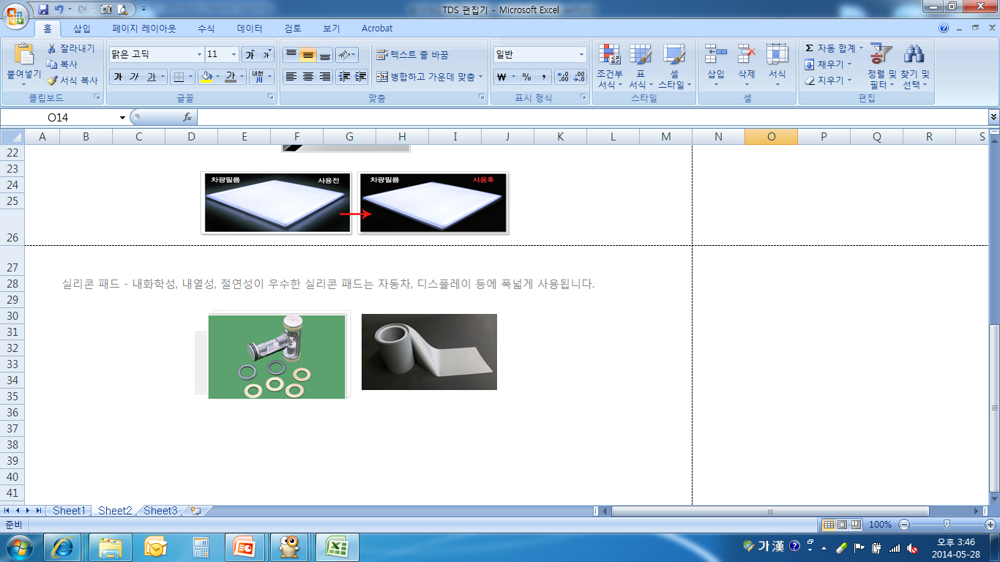 TDS 편집기 - Microsoft Excel
홈 삽입 페이지 레이아웃 수식 데이터 검토 보기 Acrobat
붙여넣기 잘라내기 복사 서식 복사 클립보드
맑은 고딕 11 가 가 가 가 가 가 내천 글꼴
텍스트 줄 바꿈 병합하고 가운데 맞춤 맞춤
일반 ₩ % , 표시 형식
조건부 서식 표 서식 셀 스타일 스타일
삽입 삭제 서식 셀
Σ 자동 합계 채우기 지우기 정렬 및 필터 찾기 및 선택 편집
O14 fx
A B C D E F G H I J K L M N O P Q R S
22
23
24
25
26
27
28
29
30
31
32
33
34
35
36
37
38
39
40
41
차광필름 사용전 차광필름 사용후
실리콘 패드 - 내화학성, 내열성, 절연성이 우수한 실리콘 패드는 자동차, 디스플레이 등에 폭넓게 사용됩니다.
Sheet1 Sheet2 Sheet3
준비 100%
가 漢 오후 3:46
2014-05-28